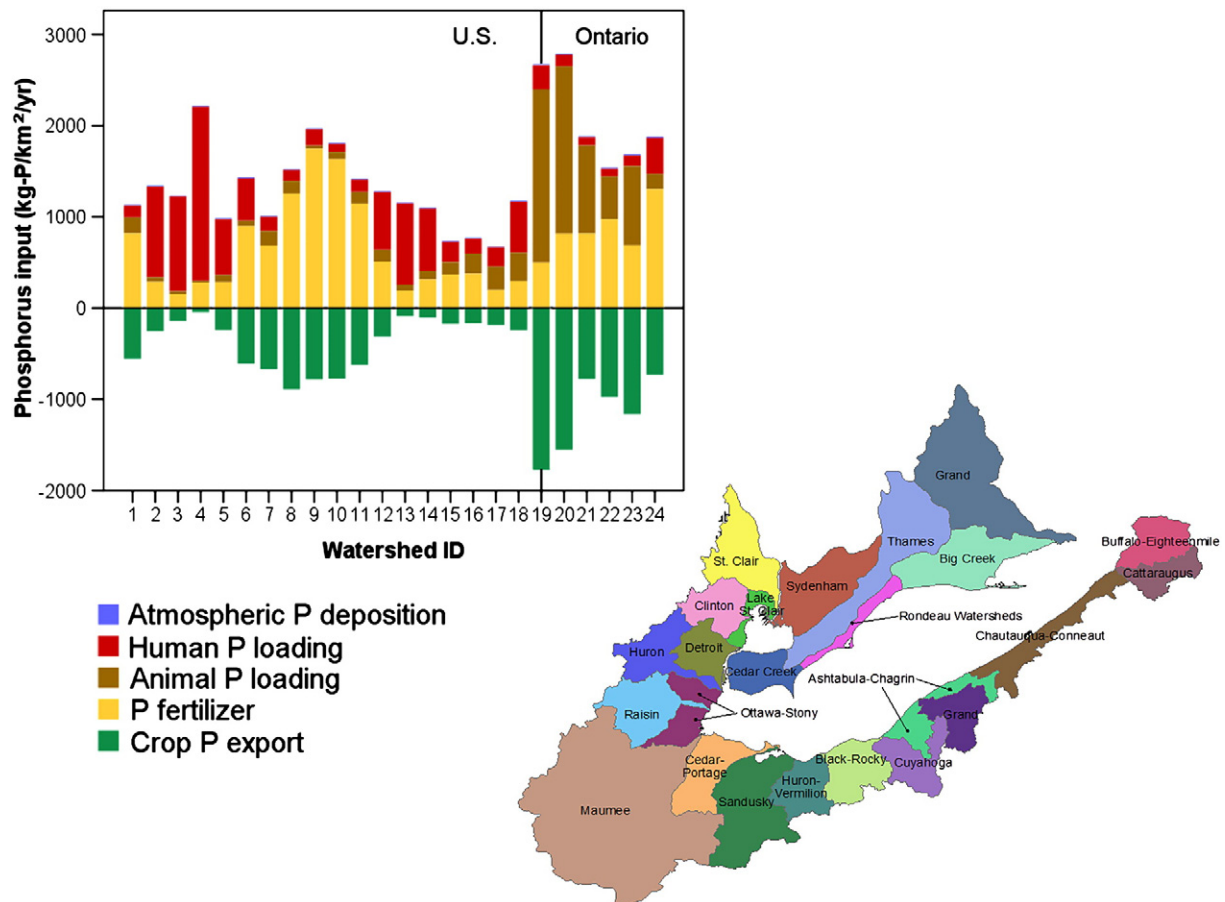 U.S. Ontario
3000
2000
1000
0
-1000
-2000
Phosphorus input (kg-P/km²/yr)
1 2 3 4 5 6 7 8 9 10 11 12 13 14 15 16 17 18 19 20 21 22 23 24
Watershed ID
Atmospheric P deposition
Human P loading
Animal P loading
P fertilizer
Crop P export
Grand
Thames
Buffalo-Eighteenmile
Big Creek
St. Clair
Sydenham
Cattaraugus
Clinton
Lake
St. Clair
Rondeau Watersheds
Chautauqua-Conneaut
Huron
Detroit
Cedar Creek
Ashtabula-Chagrin
Raisin
Ottawa-Stony
Grand
Cedar-
Portage
Black-Rocky
Cuyahoga
Huron-
Vermilion
Maumee
Sandusky